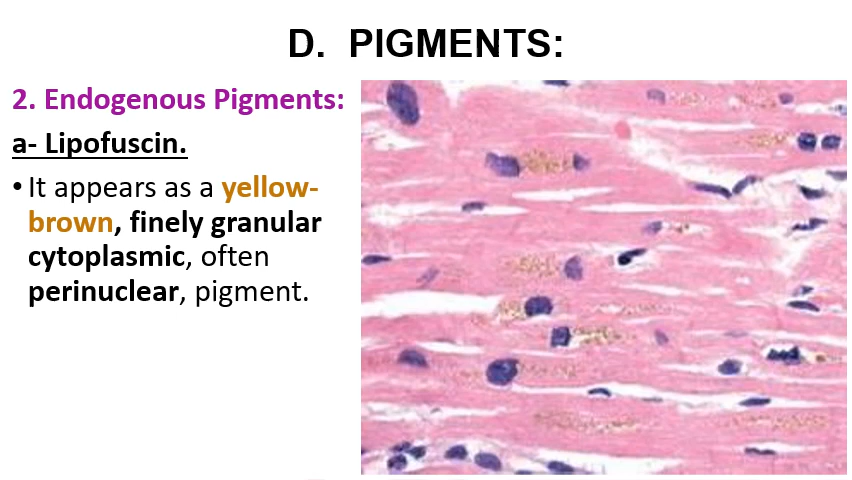 D. PIGMENTS:
2. Endogenous Pigments:
a- Lipofuscin.
• It appears as a yellow-
brown, finely granular
cytoplasmic, often
perinuclear, pigment.